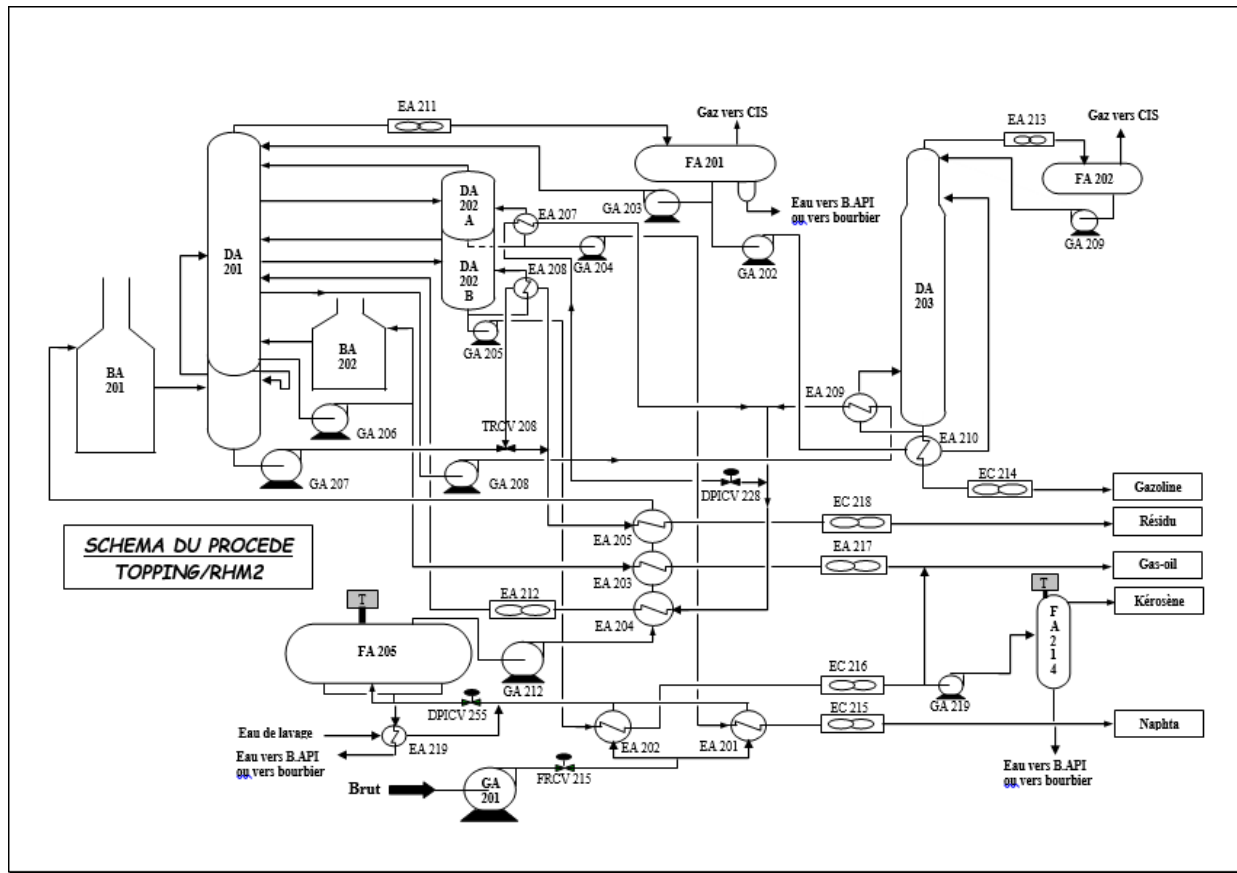 EA 211
Gaz vers CIS
EA 213
Gaz vers CIS
FA 201
FA 202
DA
202
A
EA 207
GA 203
Eau vers B.API
ou vers bourbier
GA 209
DA
201
GA 204
GA 202
DA
202
B
EA 208
DA
203
GA 205
BA
201
BA
202
EA 209
GA 206
TRCV 208
EA 210
GA 207
GA 208
DPICV 228
EC 214
Gazoline
EC 218
Résidu
EA 205
SCHEMA DU PROCEDE
TOPPING/RHM2
EA 217
Gas-oil
EA 203
T
T
EA 212
Kérosène
EA 204
F
A
2
1
4
FA 205
GA 212
EC 216
GA 219
DPICV 255
EC 215
Naphta
Eau de lavage
EA 202
EA 201
EA 219
Eau vers B.API
ou vers bourbier
FRCV 215
Eau vers B.API
ou vers bourbier
Brut
GA
201